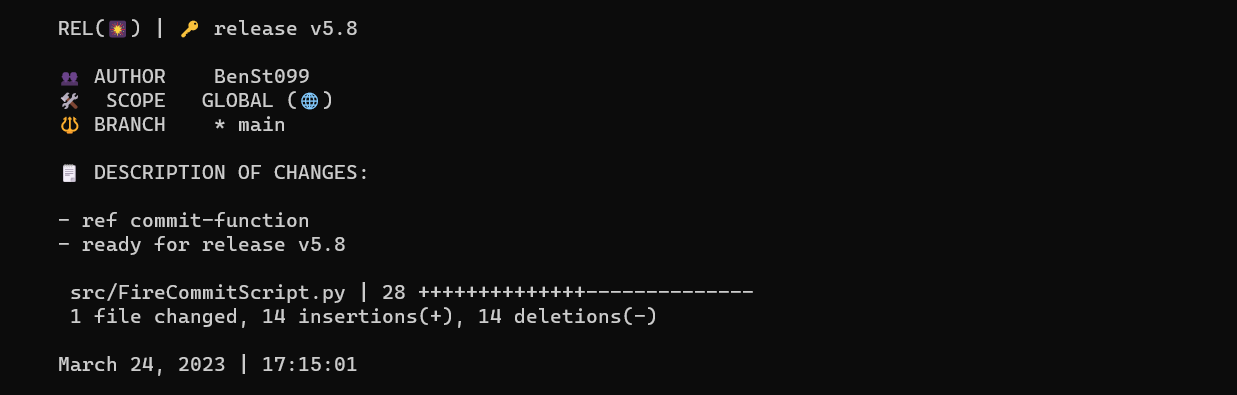 REL(🎇) | 🔑 release v5.8
👥 AUTHOR    BenSt099
🛠 SCOPE   GLOBAL (🌐)
🔱 BRANCH    * main
🗒 DESCRIPTION OF CHANGES:
- ref commit-function
- ready for release v5.8
src/FireCommitScript.py | 28 ++++++++++++++--------------
1 file changed, 14 insertions(+), 14 deletions(-)
March 24, 2023 | 17:15:01